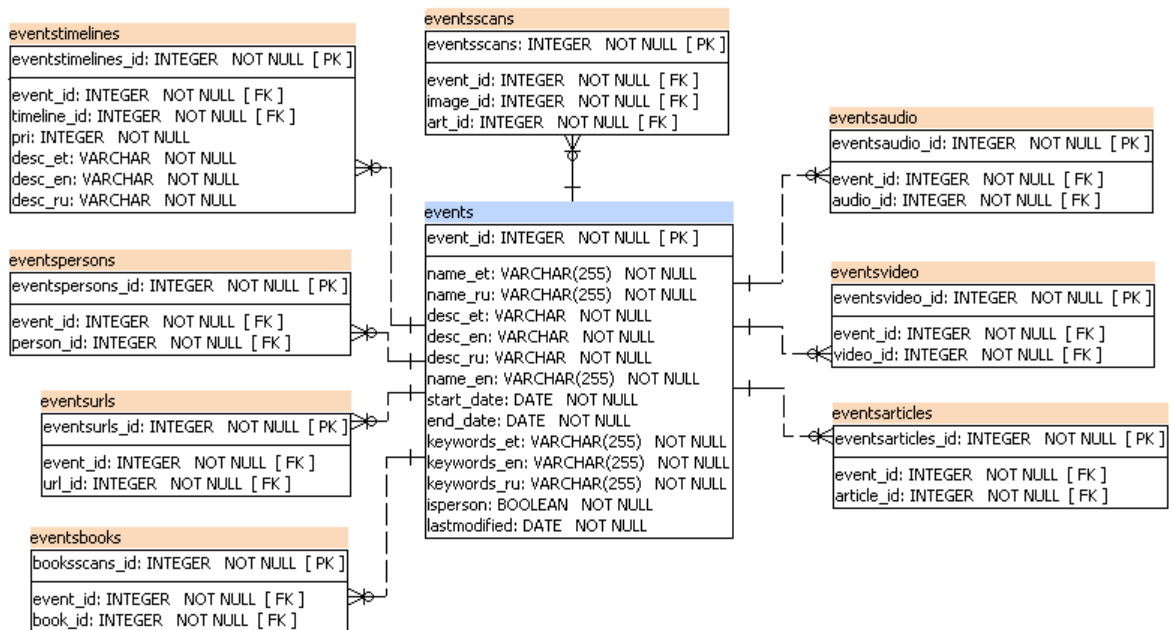 eventstimelines
eventstimelines_id: INTEGER NOT NULL [ PK ]
event_id: INTEGER NOT NULL [ FK ]
timeline_id: INTEGER NOT NULL [ FK ]
pri: INTEGER NOT NULL
desc_et: VARCHAR NOT NULL
desc_en: VARCHAR NOT NULL
desc_ru: VARCHAR NOT NULL
eventsscans
eventsscans: INTEGER NOT NULL [ PK ]
event_id: INTEGER NOT NULL [ FK ]
image_id: INTEGER NOT NULL [ FK ]
art_id: INTEGER NOT NULL [ FK ]
eventsaudio
eventsaudio_id: INTEGER NOT NULL [ PK ]
event_id: INTEGER NOT NULL [ FK ]
audio_id: INTEGER NOT NULL [ FK ]
events
event_id: INTEGER NOT NULL [ PK ]
name_et: VARCHAR(255) NOT NULL
name_ru: VARCHAR(255) NOT NULL
desc_et: VARCHAR NOT NULL
desc_en: VARCHAR NOT NULL
desc_ru: VARCHAR NOT NULL
name_en: VARCHAR(255) NOT NULL
start_date: DATE NOT NULL
end_date: DATE NOT NULL
keywords_et: VARCHAR(255) NOT NULL
keywords_en: VARCHAR(255) NOT NULL
keywords_ru: VARCHAR(255) NOT NULL
isperson: BOOLEAN NOT NULL
lastmodified: DATE NOT NULL
eventspersons
eventspersons_id: INTEGER NOT NULL [ PK ]
event_id: INTEGER NOT NULL [ FK ]
person_id: INTEGER NOT NULL [ FK ]
eventsvideo
eventsvideo_id: INTEGER NOT NULL [ PK ]
event_id: INTEGER NOT NULL [ FK ]
video_id: INTEGER NOT NULL [ FK ]
eventsurls
eventsurls_id: INTEGER NOT NULL [ PK ]
event_id: INTEGER NOT NULL [ FK ]
url_id: INTEGER NOT NULL [ FK ]
eventsarticles
eventsarticles_id: INTEGER NOT NULL [ PK ]
event_id: INTEGER NOT NULL [ FK ]
article_id: INTEGER NOT NULL [ FK ]
eventsbooks
booksscans_id: INTEGER NOT NULL [ PK ]
event_id: INTEGER NOT NULL [ FK ]
book_id: INTEGER NOT NULL [ FK ]